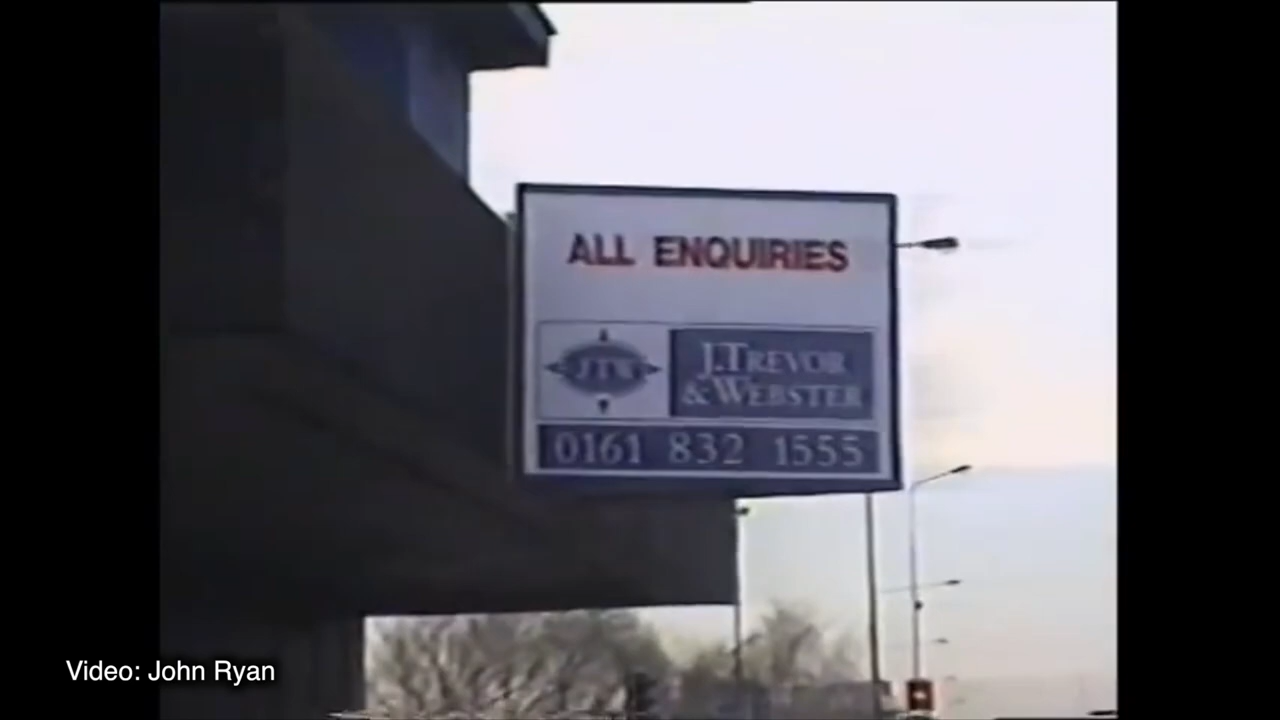 ALL ENQUIRIES
JTW
J.TREVOR
& WEBSTER
0161 832 1555
Video: John Ryan